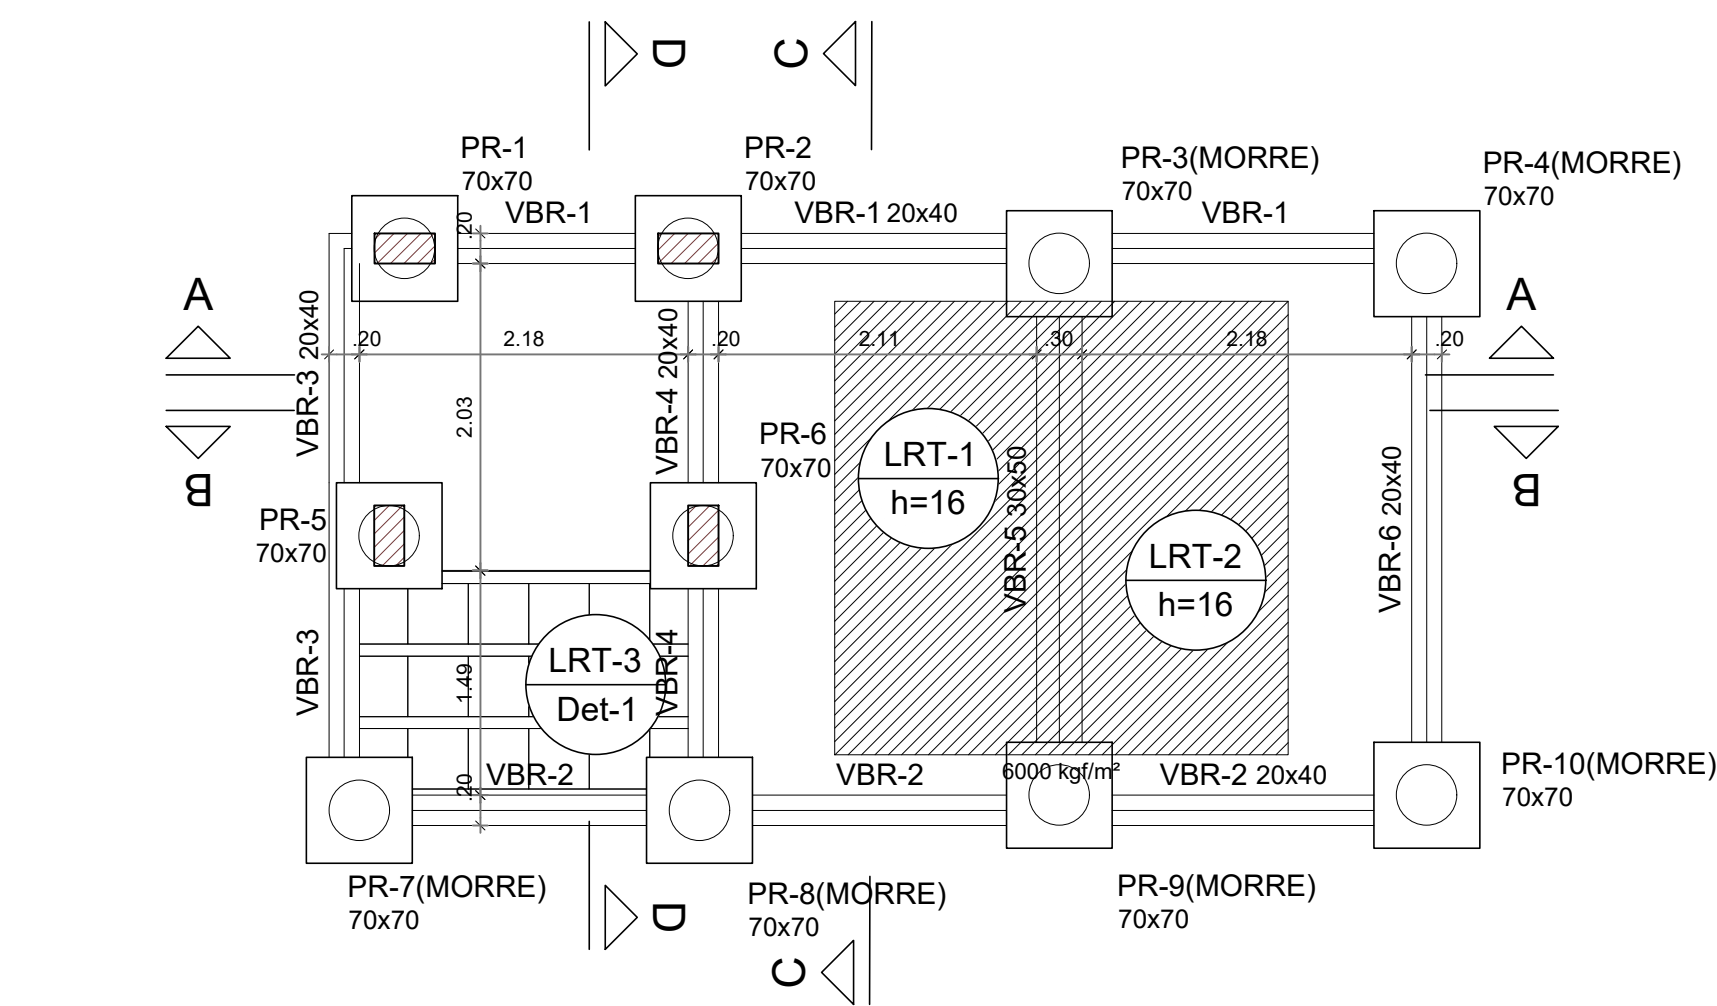 D
C
PR-1
70x70
PR-2
70x70
PR-3(MORRE)
70x70
PR-4(MORRE)
70x70
VBR-1
VBR-1 20x40
VBR-1
.20
A
A
.20
2.18
.20
2.11
.30
2.18
.20
VBR-3 20x40
2.03
VBR-4 20x40
PR-6
70x70
LRT-1
h=16
VBR-5 30x50
VBR-6 20x40
B
B
PR-5
70x70
LRT-2
h=16
VBR-3
1.49
LRT-3
Det-1
VBR-4
.20
VBR-2
VBR-2
6000 kgf/m²
VBR-2 20x40
PR-10(MORRE)
70x70
PR-7(MORRE)
70x70
D
PR-8(MORRE)
70x70
PR-9(MORRE)
70x70
C